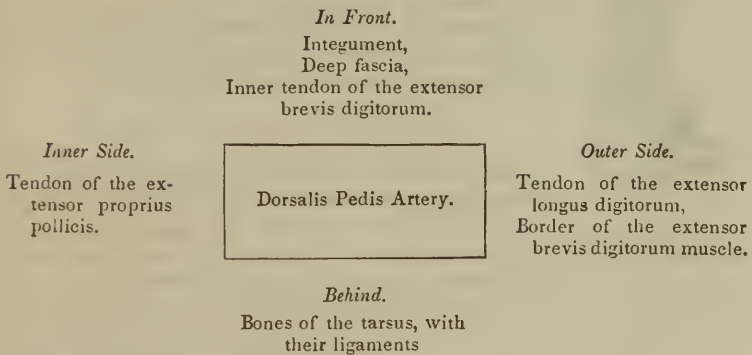 In Front.
Integument,
Deep fascia,
Inner tendon of the extensor
brevis digitorum.
Inner Side.
Tendon of the ex-
tensor proprius
pollicis.
Dorsalis Pedis Artery.
Outer Side.
Tendon of the extensor
longus digitorum,
Border of the extensor
brevis digitorum muscle.
Behind.
Bones of the tarsus, with
their ligaments